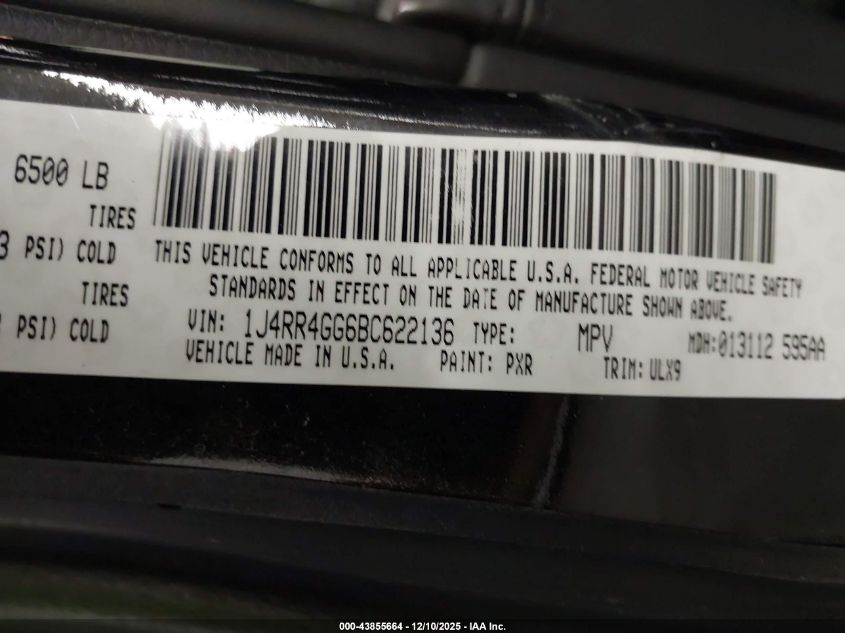 6500 LB
TIRES
3 PSI) COLD
TIRES
PSI) COLD
THIS VEHICLE CONFORMS TO ALL APPLICABLE U.S.A. FEDERAL MOTOR VEHICLE SAFETY
STANDARDS IN EFFECT ON THE DATE OF MANUFACTURE SHOWN ABOVE.
VIN: 1J4RR4GG6BC622136 TYPE: MPV MDH:013112 595AA
VEHICLE MADE IN U.S.A. PAINT: PXR TRIM: ULX9
000-43855664 - 12/10/2025 - IAA Inc.